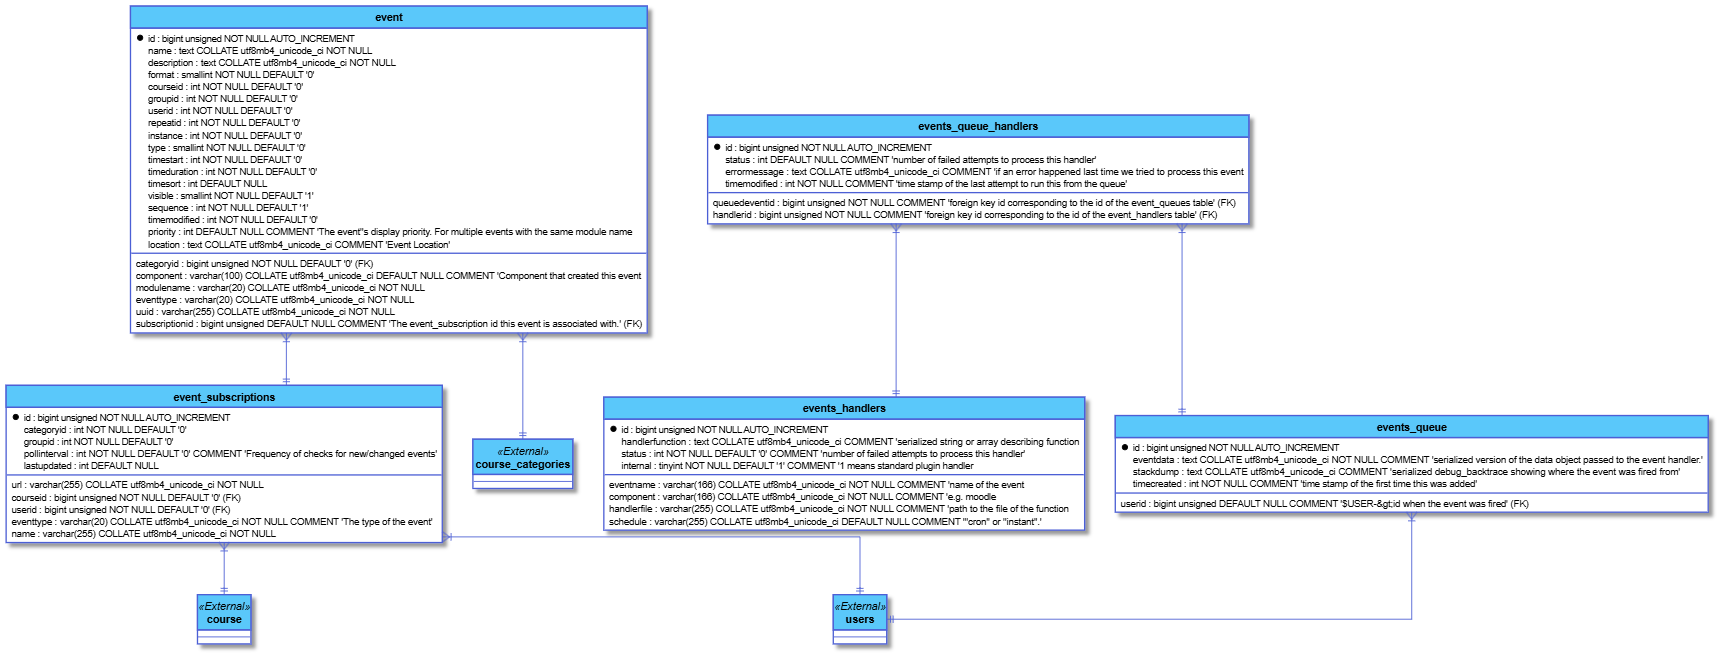 event
id : bigint unsigned NOT NULL AUTO_INCREMENT
name : text COLLATE utf8mb4_unicode_ci NOT NULL
description : text COLLATE utf8mb4_unicode_ci NOT NULL
format : smallint NOT NULL DEFAULT '0'
courseid : int NOT NULL DEFAULT '0'
groupid : int NOT NULL DEFAULT '0'
userid : int NOT NULL DEFAULT '0'
repeatid : int NOT NULL DEFAULT '0'
instance : int NOT NULL DEFAULT '0'
type : smallint NOT NULL DEFAULT '0'
timestart : int NOT NULL DEFAULT '0'
timeduration : int NOT NULL DEFAULT '0'
timesort : int DEFAULT NULL
visible : smallint NOT NULL DEFAULT '1'
sequence : int NOT NULL DEFAULT '1'
timemodified : int NOT NULL DEFAULT '0'
priority : int DEFAULT NULL COMMENT 'The event''s display priority. For multiple events with the same module name
location : text COLLATE utf8mb4_unicode_ci COMMENT 'Event Location'
categoryid : bigint unsigned NOT NULL DEFAULT '0' (FK)
component : varchar(100) COLLATE utf8mb4_unicode_ci DEFAULT NULL COMMENT 'Component that created this event
modulename : varchar(20) COLLATE utf8mb4_unicode_ci NOT NULL
eventtype : varchar(20) COLLATE utf8mb4_unicode_ci NOT NULL
uuid : varchar(255) COLLATE utf8mb4_unicode_ci NOT NULL
subscriptionid : bigint unsigned DEFAULT NULL COMMENT 'The event_subscription id this event is associated with.' (FK)
events_queue_handlers
id : bigint unsigned NOT NULL AUTO_INCREMENT
status : int DEFAULT NULL COMMENT 'number of failed attempts to process this handler'
errormessage : text COLLATE utf8mb4_unicode_ci COMMENT 'if an error happened last time we tried to process this event
timemodified : int NOT NULL COMMENT 'time stamp of the last attempt to run this from the queue'
queuedeventid : bigint unsigned NOT NULL COMMENT 'foreign key id corresponding to the id of the event_queues table' (FK)
handlerid : bigint unsigned NOT NULL COMMENT 'foreign key id corresponding to the id of the event_handlers table' (FK)
event_subscriptions
id : bigint unsigned NOT NULL AUTO_INCREMENT
categoryid : int NOT NULL DEFAULT '0'
groupid : int NOT NULL DEFAULT '0'
pollinterval : int NOT NULL DEFAULT '0' COMMENT 'Frequency of checks for new/changed events'
lastupdated : int DEFAULT NULL
url : varchar(255) COLLATE utf8mb4_unicode_ci NOT NULL
courseid : bigint unsigned NOT NULL DEFAULT '0' (FK)
userid : bigint unsigned NOT NULL DEFAULT '0' (FK)
eventtype : varchar(20) COLLATE utf8mb4_unicode_ci NOT NULL COMMENT 'The type of the event'
name : varchar(255) COLLATE utf8mb4_unicode_ci NOT NULL
«External»
course_categories
events_handlers
id : bigint unsigned NOT NULL AUTO_INCREMENT
handlerfunction : text COLLATE utf8mb4_unicode_ci COMMENT 'serialized string or array describing function
status : int NOT NULL DEFAULT '0' COMMENT 'number of failed attempts to process this handler'
internal : tinyint NOT NULL DEFAULT '1' COMMENT '1 means standard plugin handler
eventname : varchar(166) COLLATE utf8mb4_unicode_ci NOT NULL COMMENT 'name of the event
component : varchar(166) COLLATE utf8mb4_unicode_ci NOT NULL COMMENT 'e.g. moodle
handlerfile : varchar(255) COLLATE utf8mb4_unicode_ci NOT NULL COMMENT 'path to the file of the function
schedule : varchar(255) COLLATE utf8mb4_unicode_ci DEFAULT NULL COMMENT '"cron" or "instant".'
events_queue
id : bigint unsigned NOT NULL AUTO_INCREMENT
eventdata : text COLLATE utf8mb4_unicode_ci NOT NULL COMMENT 'serialized version of the data object passed to the event handler.'
stackdump : text COLLATE utf8mb4_unicode_ci COMMENT 'serialized debug_backtrace showing where the event was fired from'
timecreated : int NOT NULL COMMENT 'time stamp of the first time this was added'
userid : bigint unsigned DEFAULT NULL COMMENT '$USER-&gt;id when the event was fired' (FK)
«External»
course
«External»
users